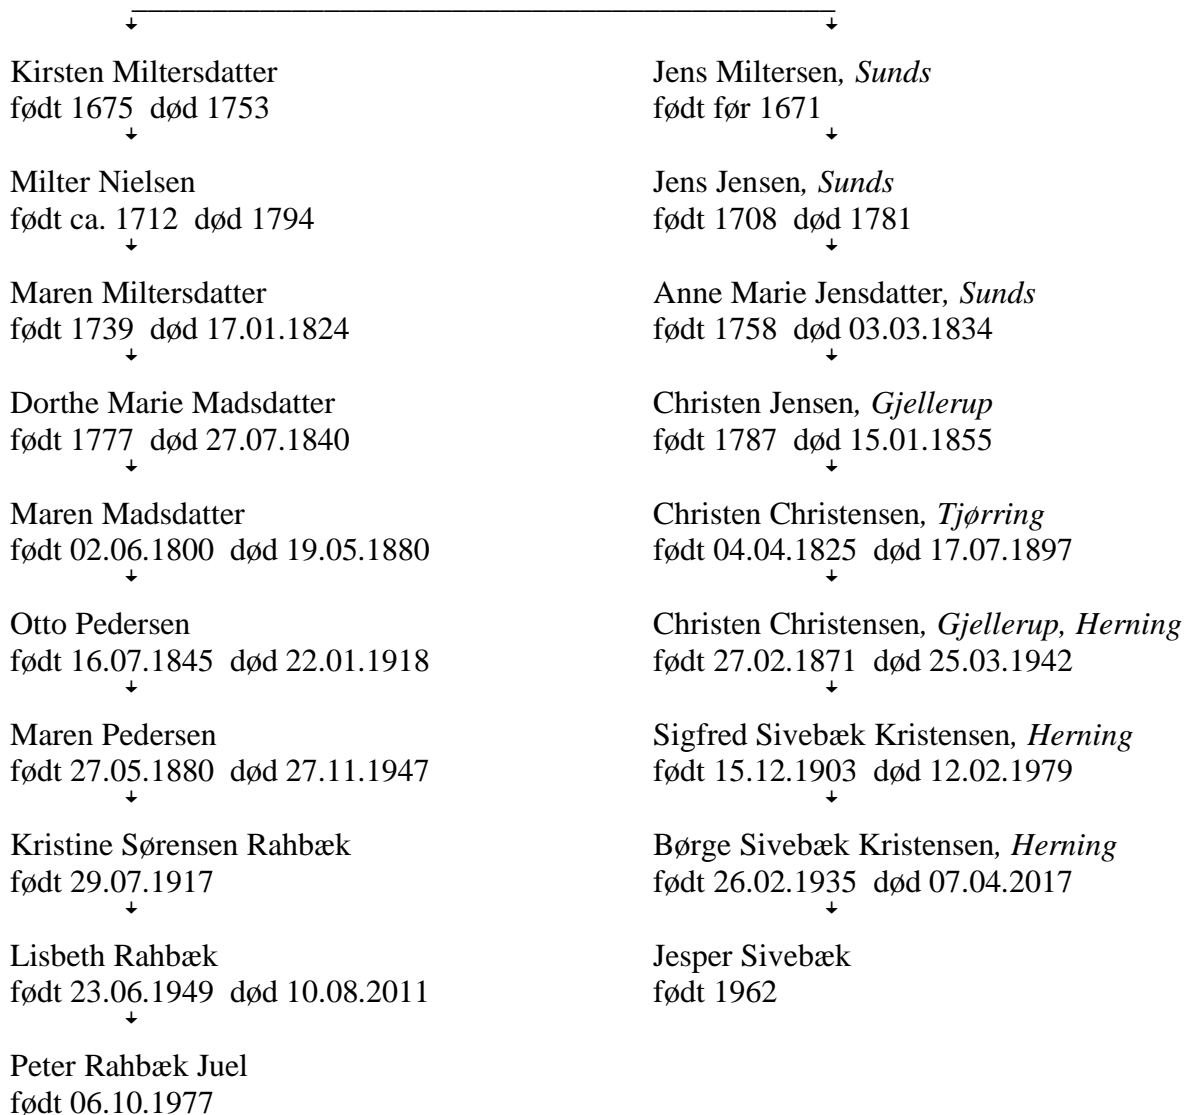 Kirsten Miltersdatter
født 1675 død 1753
Milter Nielsen
født ca. 1712 død 1794
Maren Miltersdatter
født 1739 død 17.01.1824
Dorthe Marie Madsdatter
født 1777 død 27.07.1840
Maren Madsdatter
født 02.06.1800 død 19.05.1880
Otto Pedersen
født 16.07.1845 død 22.01.1918
Maren Pedersen
født 27.05.1880 død 27.11.1947
Kristine Sørensen Rahbæk
født 29.07.1917
Lisbeth Rahbæk
født 23.06.1949 død 10.08.2011
Peter Rahbæk Juel
født 06.10.1977
Jens Miltersen, Sunds
født før 1671
Jens Jensen, Sunds
født 1708 død 1781
Anne Marie Jensdatter, Sunds
født 1758 død 03.03.1834
Christen Jensen, Gjellerup
født 1787 død 15.01.1855
Christen Christensen, Tjørring
født 04.04.1825 død 17.07.1897
Christen Christensen, Gjellerup, Herning
født 27.02.1871 død 25.03.1942
Sigfred Sivebæk Kristensen, Herning
født 15.12.1903 død 12.02.1979
Børge Sivebæk Kristensen, Herning
født 26.02.1935 død 07.04.2017
Jesper Sivebæk
født 1962